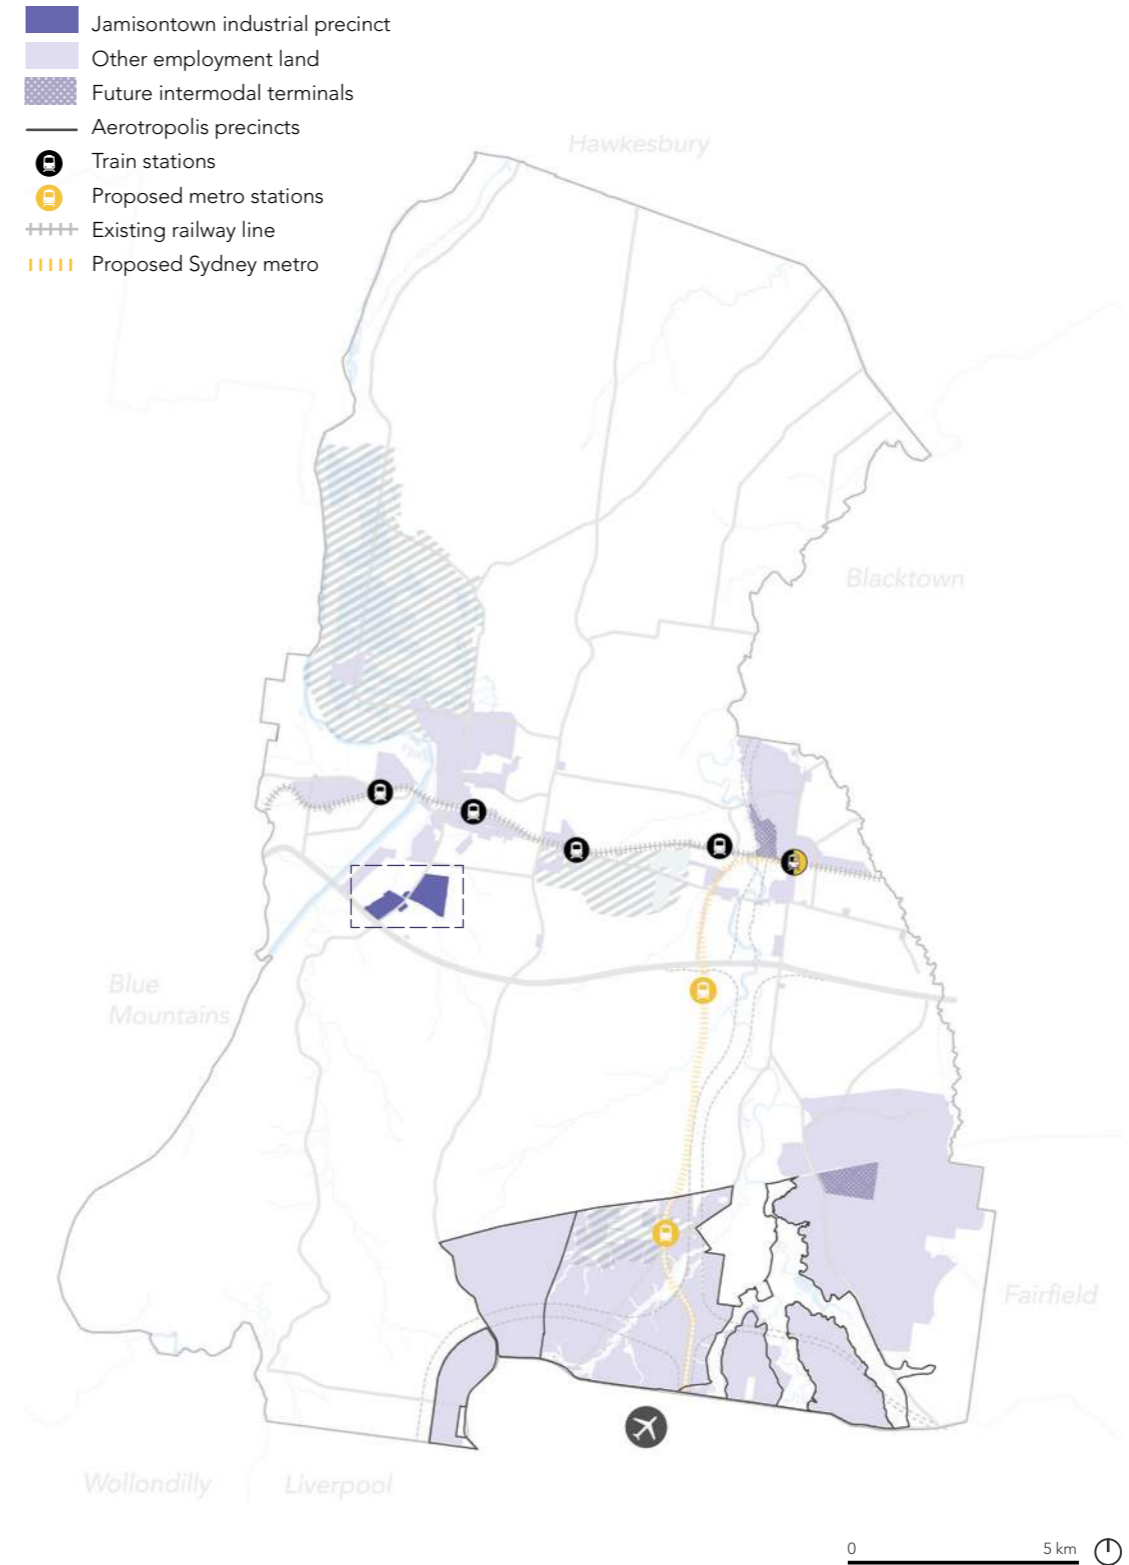 Jamisontown industrial precinct
Other employment land
Future intermodal terminals
Aerotropolis precincts
Train stations
Proposed metro stations
Existing railway line
Proposed Sydney metro
Hawkesbury
Blacktown
Blue
Mountains
Fairfield
Wollondilly
Liverpool
0 5 km